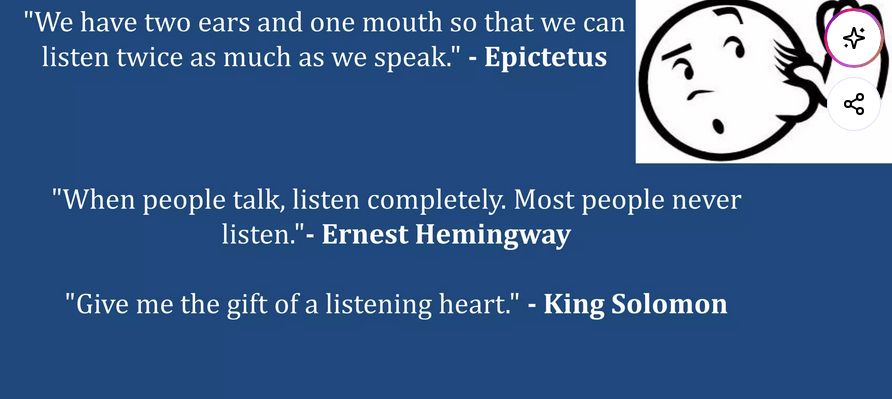 "We have two ears and one mouth so that we can
listen twice as much as we speak." - Epictetus
"When people talk, listen completely. Most people never
listen."- Ernest Hemingway
"Give me the gift of a listening heart." - King Solomon